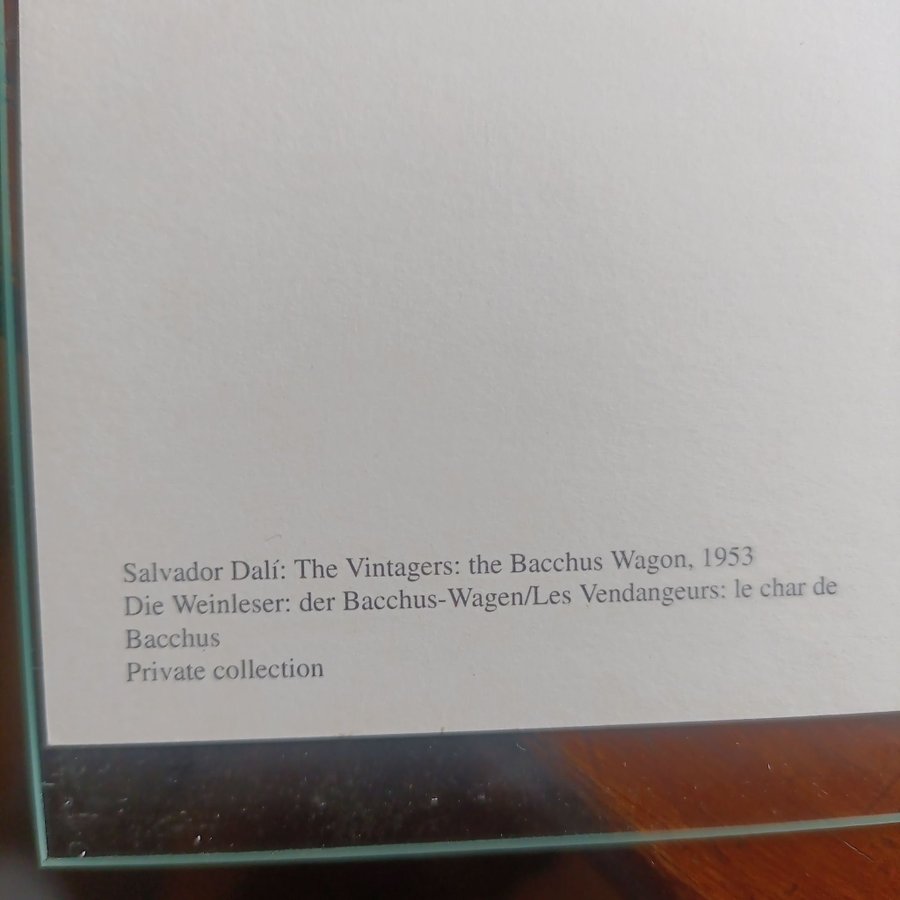 Salvador Dalí: The Vintagers: the Bacchus Wagon, 1953
Die Weinleser: der Bacchus-Wagen/Les Vendangeurs: le char de
Bacchus
Private collection